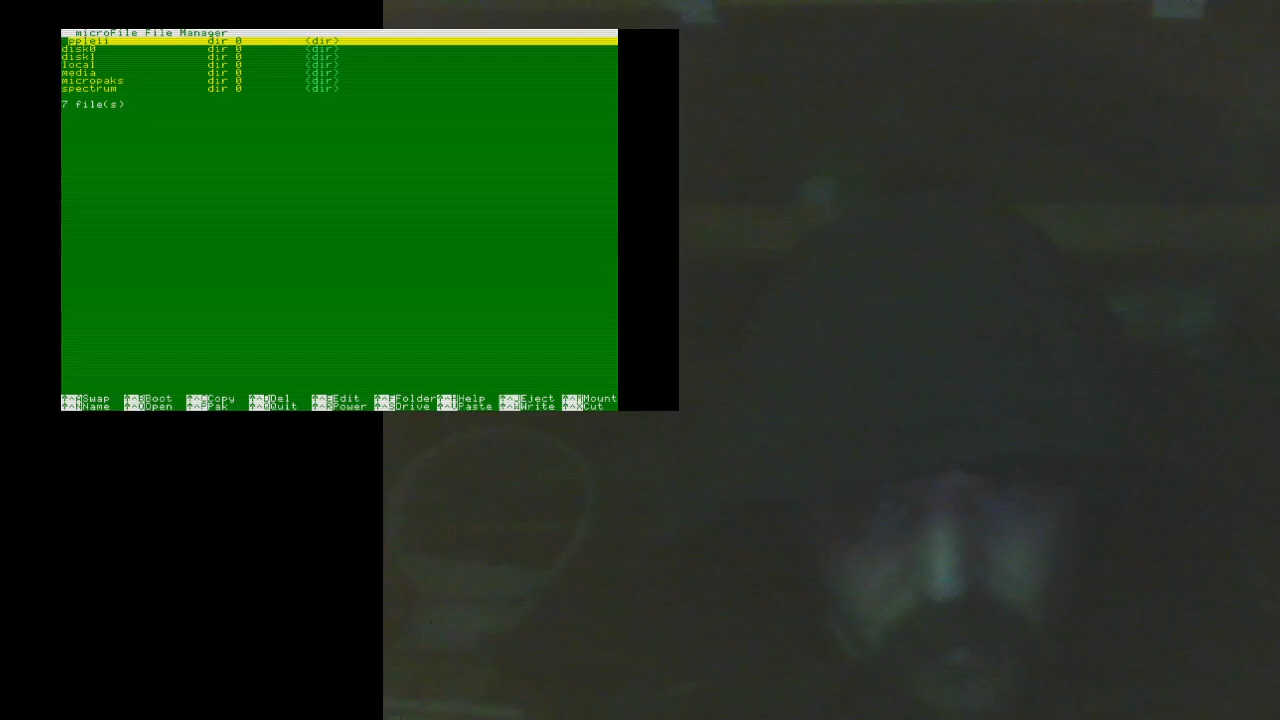 microFile File Manager
ppleii dir 0 <dir>
disk0 dir 0 <dir>
disk1 dir 0 <dir>
local dir 0 <dir>
media dir 0 <dir>
micropaks dir 0 <dir>
spectrum dir 0 <dir>
7 file(s)
Swap Boot Copy Del Edit Folder Help Eject Mount
Name Open Pak Quit Power Drive Paste Write Cut